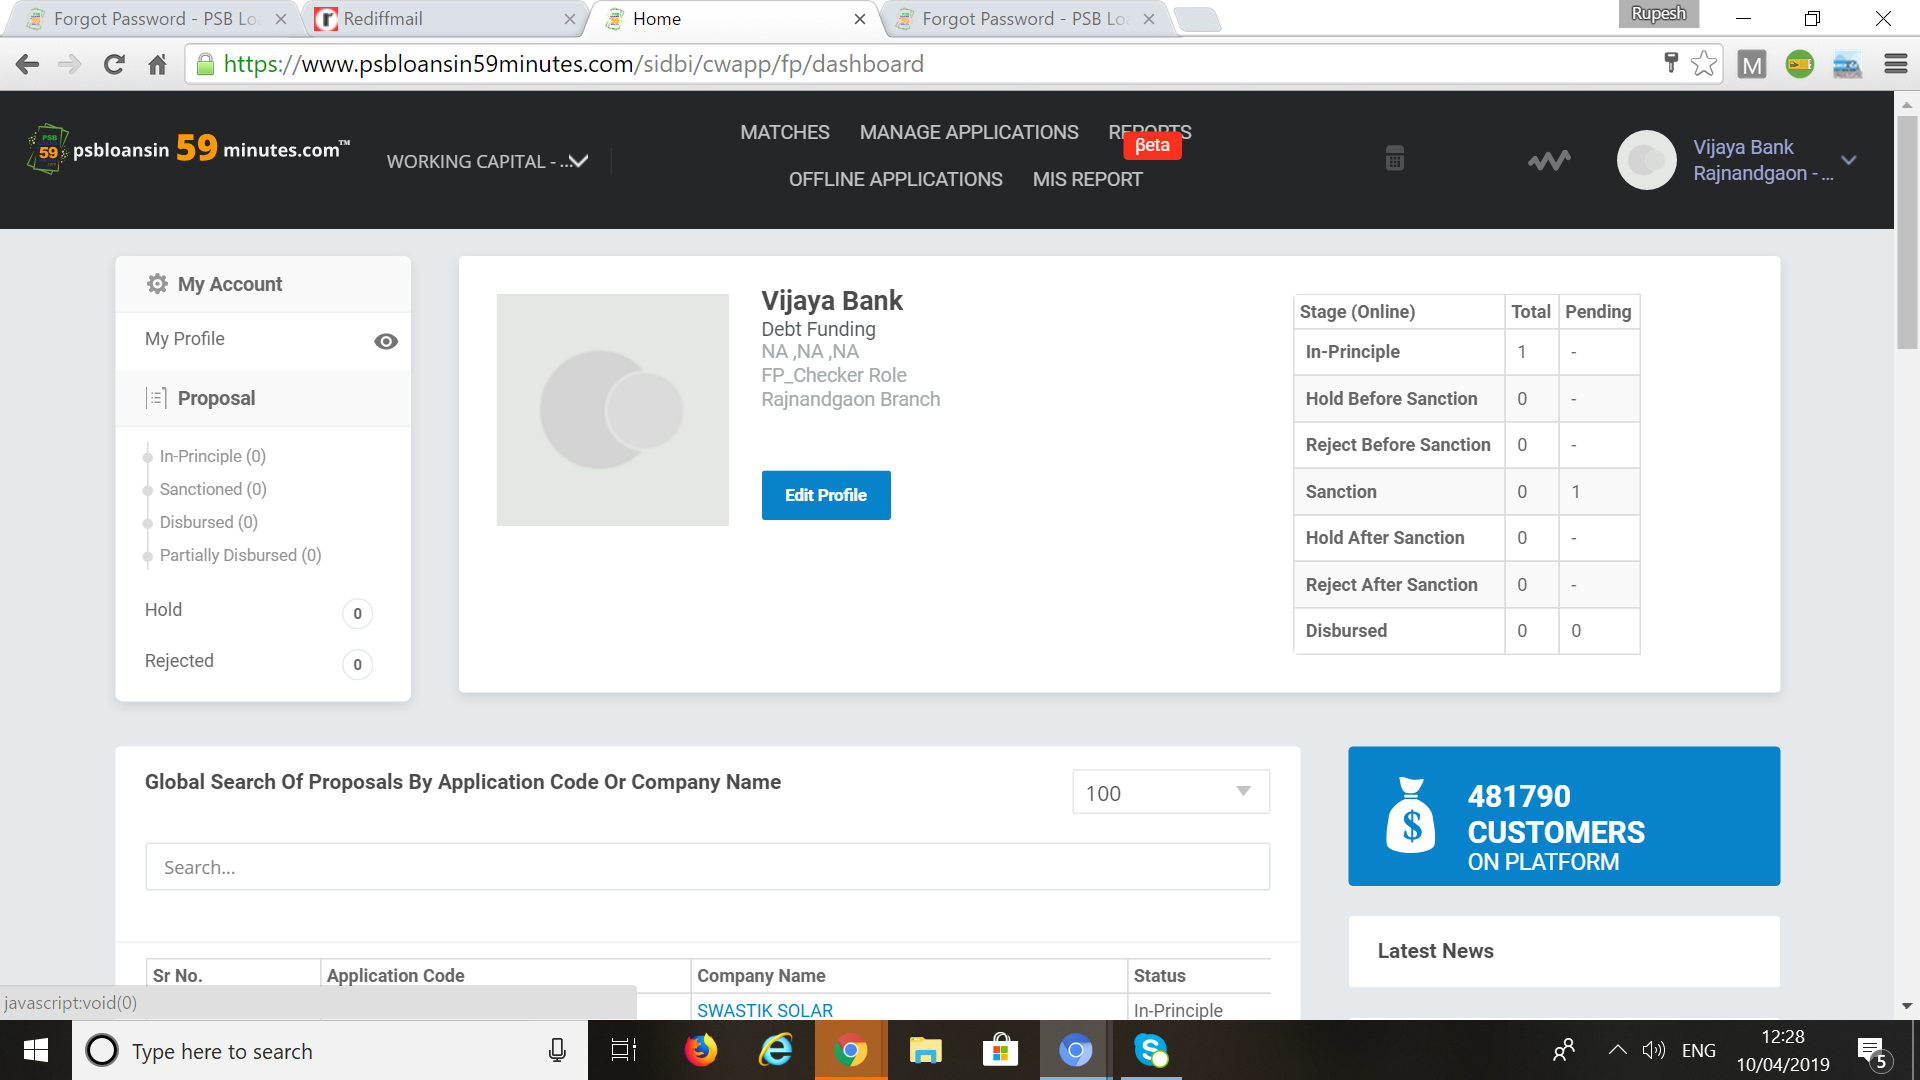 Forgot Password - PSB Lo
Rediffmail
Home
Forgot Password - PSB Lo
Rupesh
https://www.psbloansin59minutes.com/sidbi/cwapp/fp/dashboard
M
PSB
59
psbloansin 59 minutes.com™
WORKING CAPITAL - ...
MATCHES
MANAGE APPLICATIONS
REPORTS
βeta
OFFLINE APPLICATIONS
MIS REPORT
Vijaya Bank
Rajnandgaon - ...
My Account
My Profile
Proposal
In-Principle (0)
Sanctioned (0)
Disbursed (0)
Partially Disbursed (0)
Hold 0
Rejected 0
Vijaya Bank
Debt Funding
NA ,NA ,NA
FP_Checker Role
Rajnandgaon Branch
Edit Profile
Stage (Online) Total Pending
In-Principle 1 -
Hold Before Sanction 0 -
Reject Before Sanction 0 -
Sanction 0 1
Hold After Sanction 0 -
Reject After Sanction 0 -
Disbursed 0 0
Global Search Of Proposals By Application Code Or Company Name
100
Search...
Sr No. Application Code Company Name Status
SWASTIK SOLAR In-Principle
481790
CUSTOMERS
ON PLATFORM
Latest News
javascript:void(0)
Type here to search
ENG
12:28
10/04/2019
5